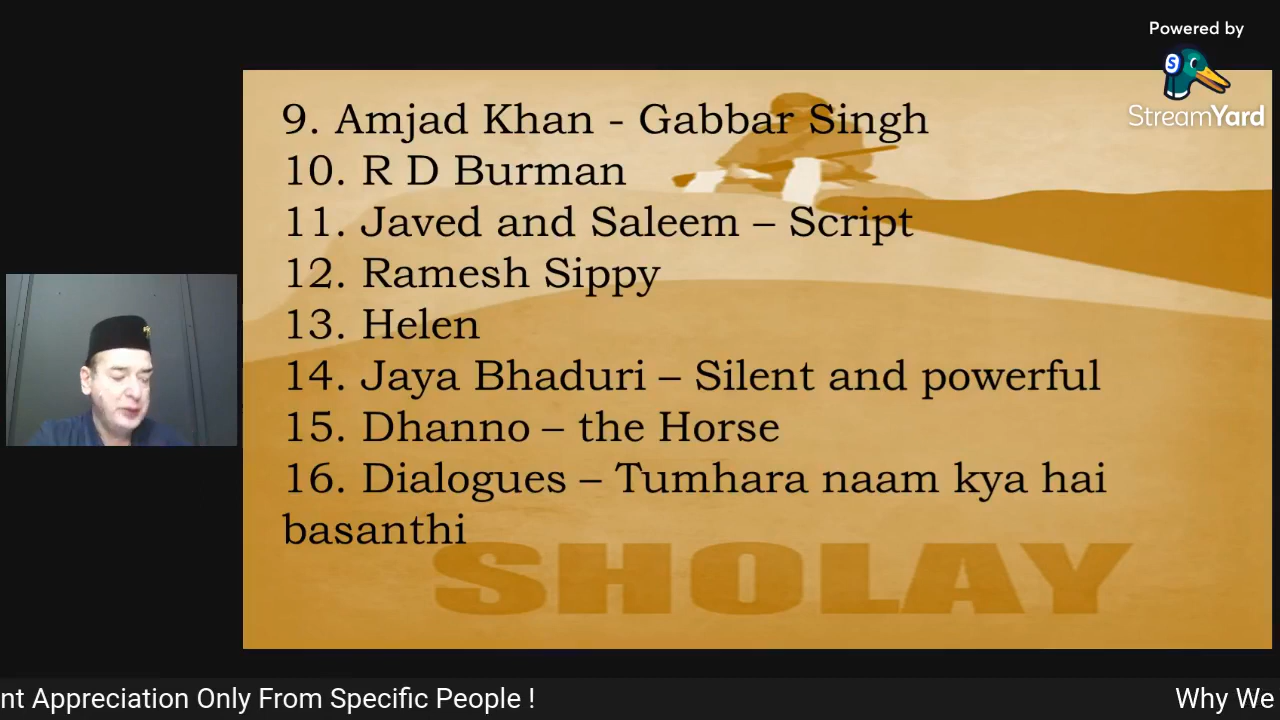 Powered by
StreamYard
9. Amjad Khan - Gabbar Singh
10. R D Burman
11. Javed and Saleem – Script
12. Ramesh Sippy
13. Helen
14. Jaya Bhaduri – Silent and powerful
15. Dhanno – the Horse
16. Dialogues – Tumhara naam kya hai
basanthi
SHOLAY
nt Appreciation Only From Specific People ! Why We